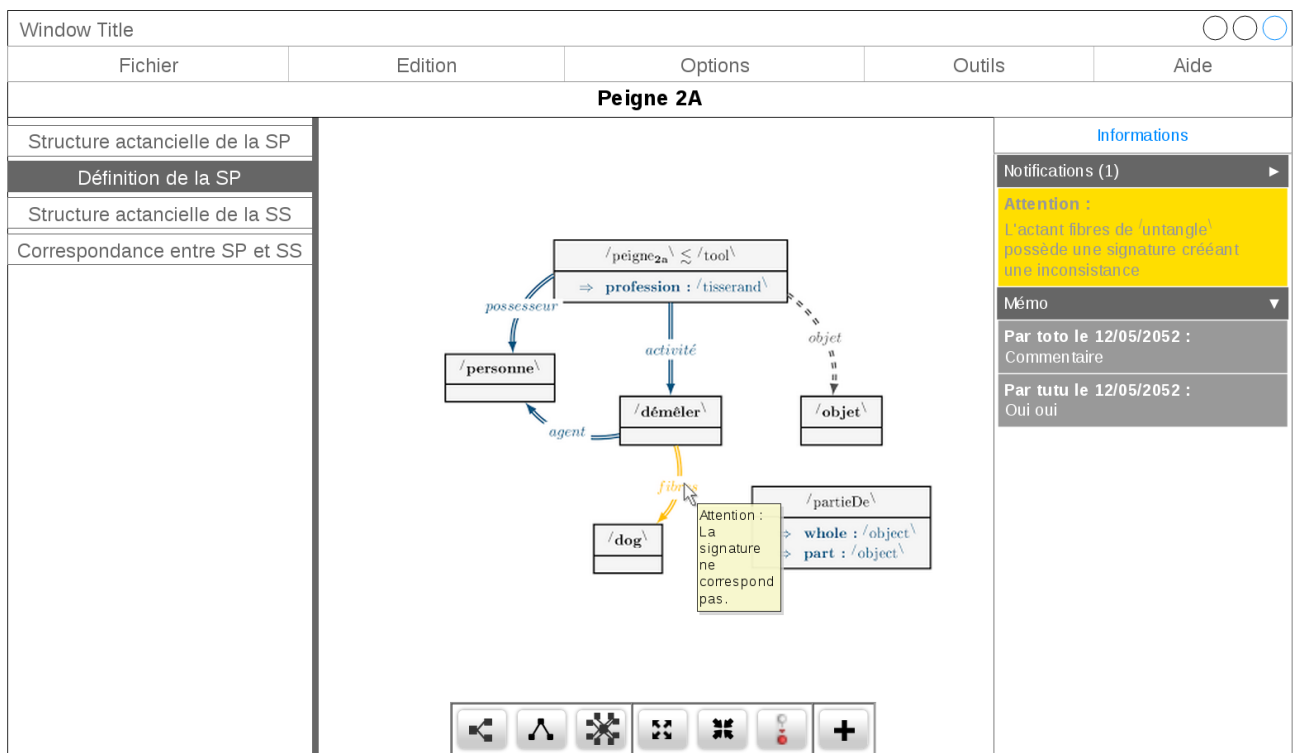 Window Title
Fichier
Edition
Options
Outils
Aide
Peigne 2A
Structure actancielle de la SP
Définition de la SP
Structure actancielle de la SS
Correspondance entre SP et SS
/peigne₂ₐ\ ≲ /tool\
⇒ profession : /tisserand\
possesseur
activité
objet
/personne\
/démêler\
/objet\
agent
/partieDe\
⇒ whole : /object\
⇒ part : /object\
/dog\
Attention :
La
signature
ne
correspond
pas.
Informations
Notifications (1)
Attention :
L'actant fibres de /untangle\
possède une signature crééant
une inconsistance
Mémo
Par toto le 12/05/2052 :
Commentaire
Par tutu le 12/05/2052 :
Oui oui